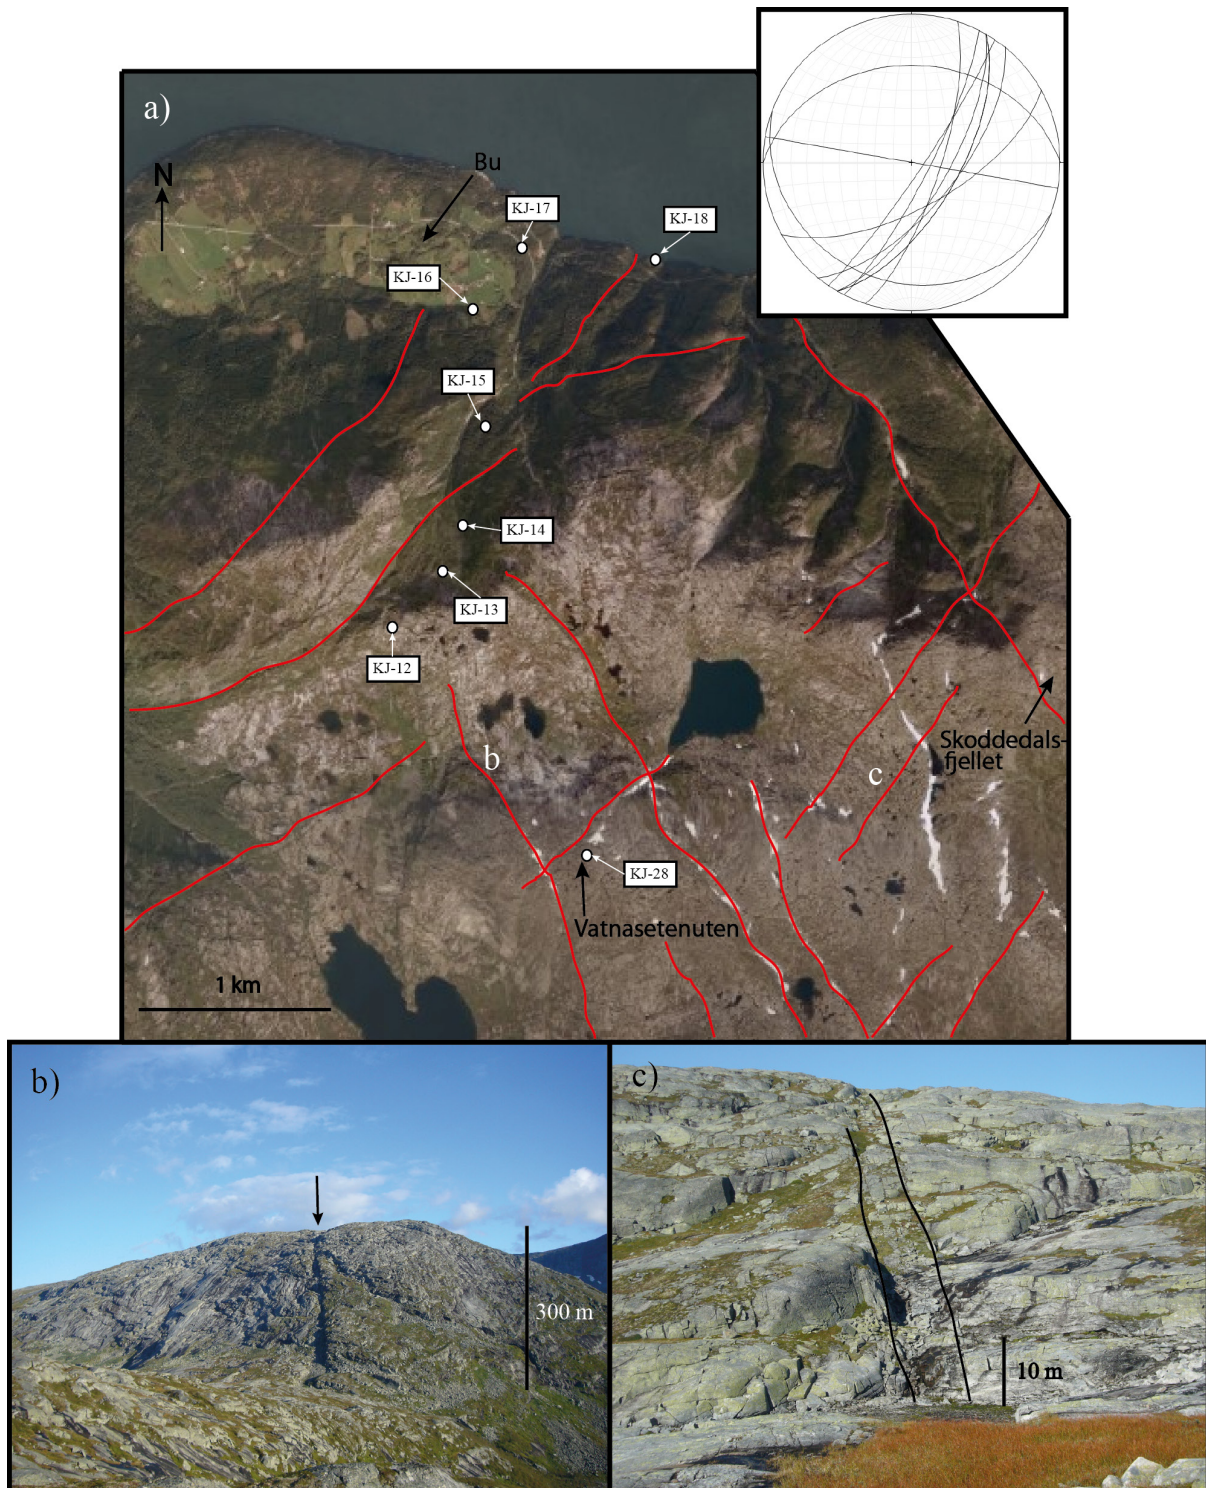 a)
N
Bu
KJ-17
KJ-18
KJ-16
KJ-15
KJ-14
KJ-13
KJ-12
b
c
Skoddedals-
fjellet
KJ-28
Vatnasetenuten
1 km
b)
300 m
c)
10 m